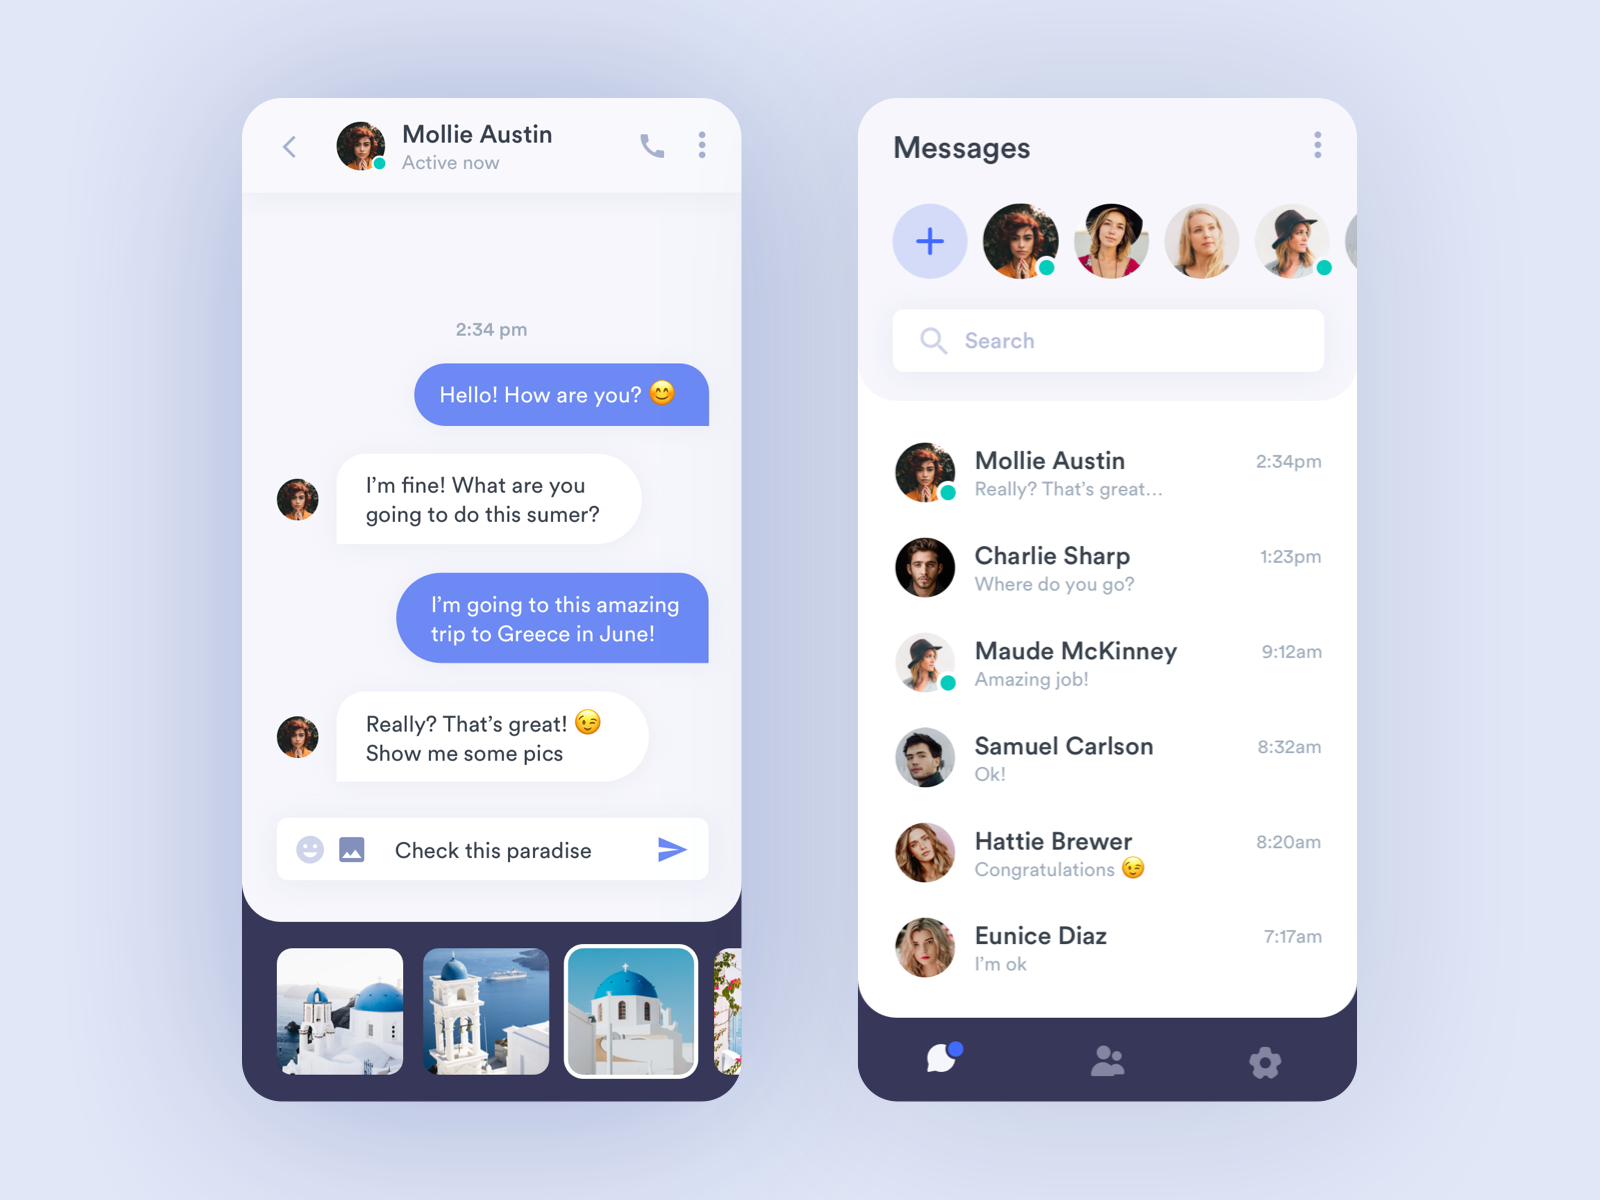 Mollie Austin
Active now
2:34 pm
Hello! How are you? 😊
I'm fine! What are you
going to do this sumer?
I'm going to this amazing
trip to Greece in June!
Really? That's great! 😉
Show me some pics
Check this paradise
Messages
Search
Mollie Austin 2:34pm
Really? That's great...
Charlie Sharp 1:23pm
Where do you go?
Maude McKinney 9:12am
Amazing job!
Samuel Carlson 8:32am
Ok!
Hattie Brewer 8:20am
Congratulations 😉
Eunice Diaz 7:17am
I'm ok